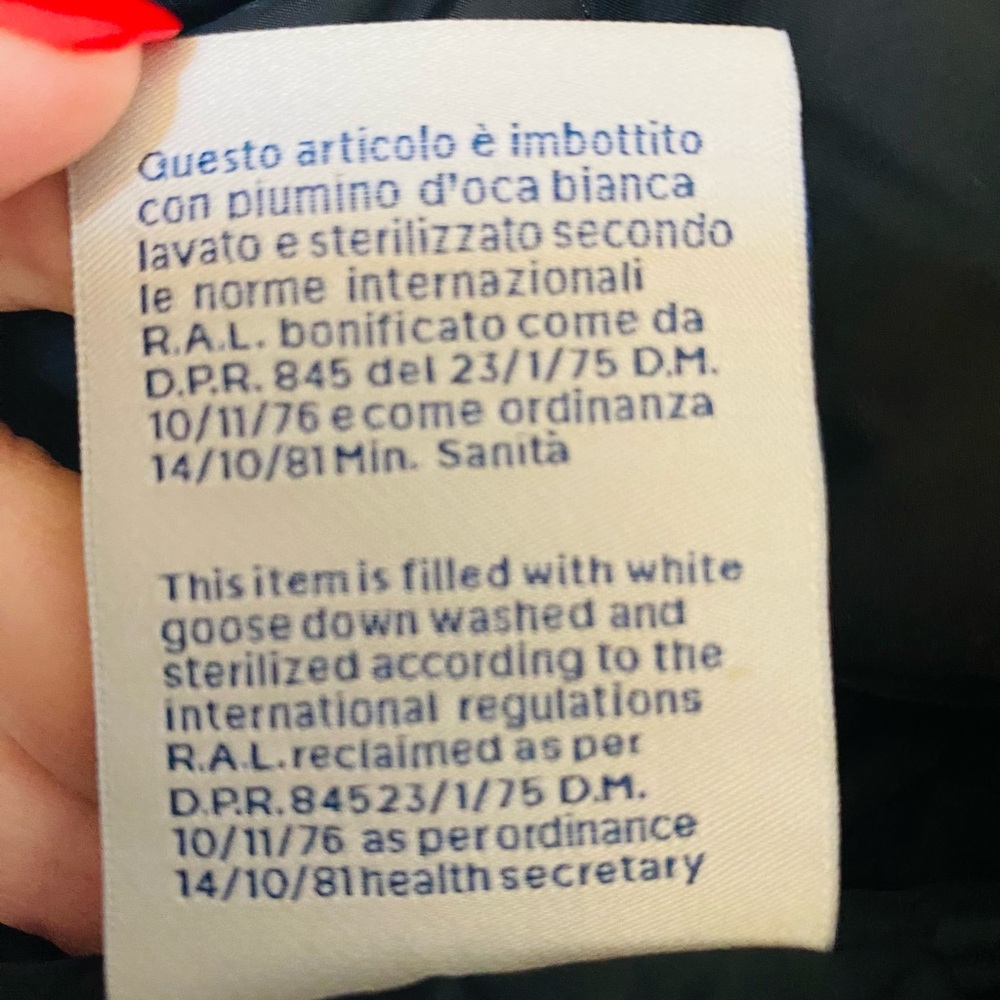 Questo articolo è imbottito
con piumino d'oca bianca
lavato e sterilizzato secondo
le norme internazionali
R.A.L. bonificato come da
D.P.R. 845 del 23/1/75 D.M.
10/11/76 e come ordinanza
14/10/81 Min. Sanità
This item is filled with white
goose down washed and
sterilized according to the
international regulations
R.A.L. reclaimed as per
D.P.R. 845 23/1/75 D.M.
10/11/76 as per ordinance
14/10/81 health secretary